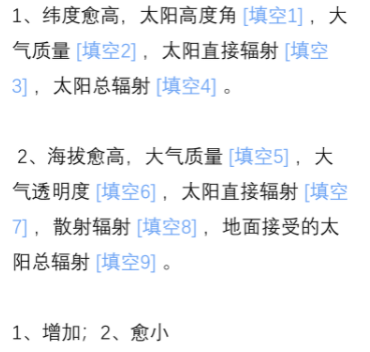 1、纬度愈高，太阳高度角 [填空1] ，大
气质量 [填空2] ，太阳直接辐射 [填空
3] ，太阳总辐射 [填空4] 。
2、海拔愈高，大气质量 [填空5] ，大
气透明度 [填空6] ，太阳直接辐射 [填空
7] ，散射辐射 [填空8] ，地面接受的太
阳总辐射 [填空9] 。
1、增加；2、愈小